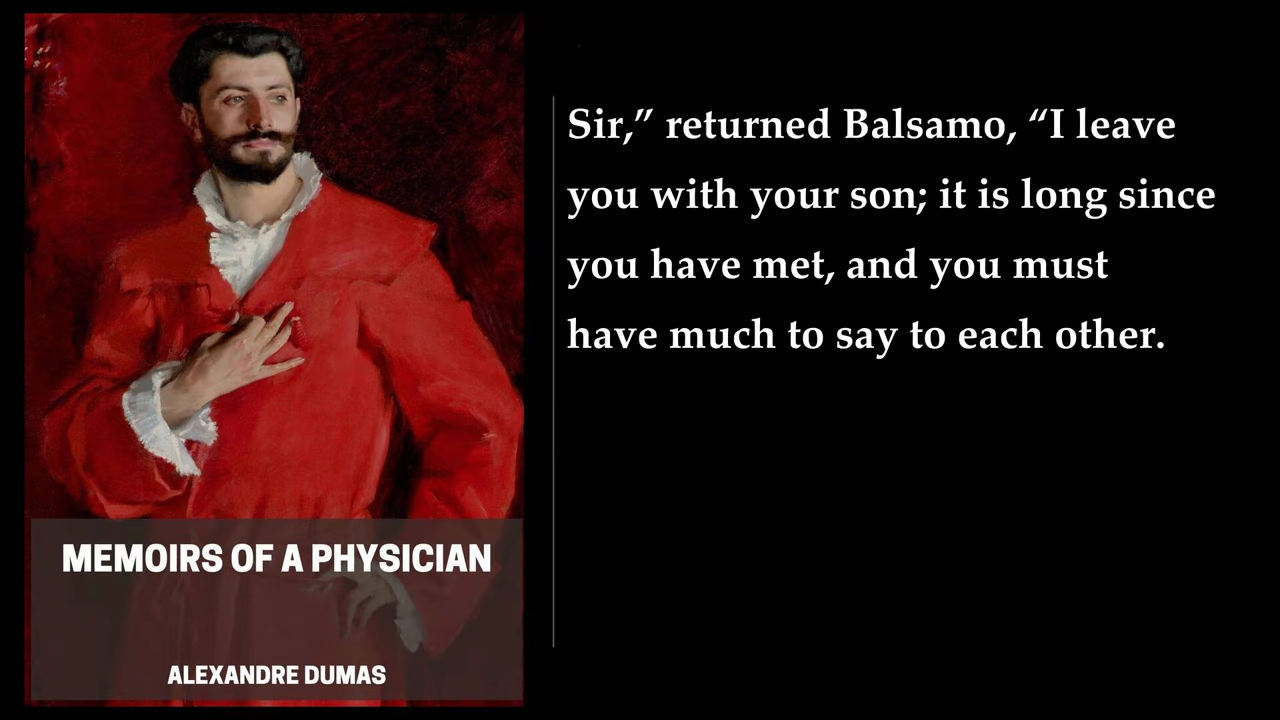 Sir,” returned Balsamo, “I leave
you with your son; it is long since
you have met, and you must
have much to say to each other.
MEMOIRS OF A PHYSICIAN
ALEXANDRE DUMAS